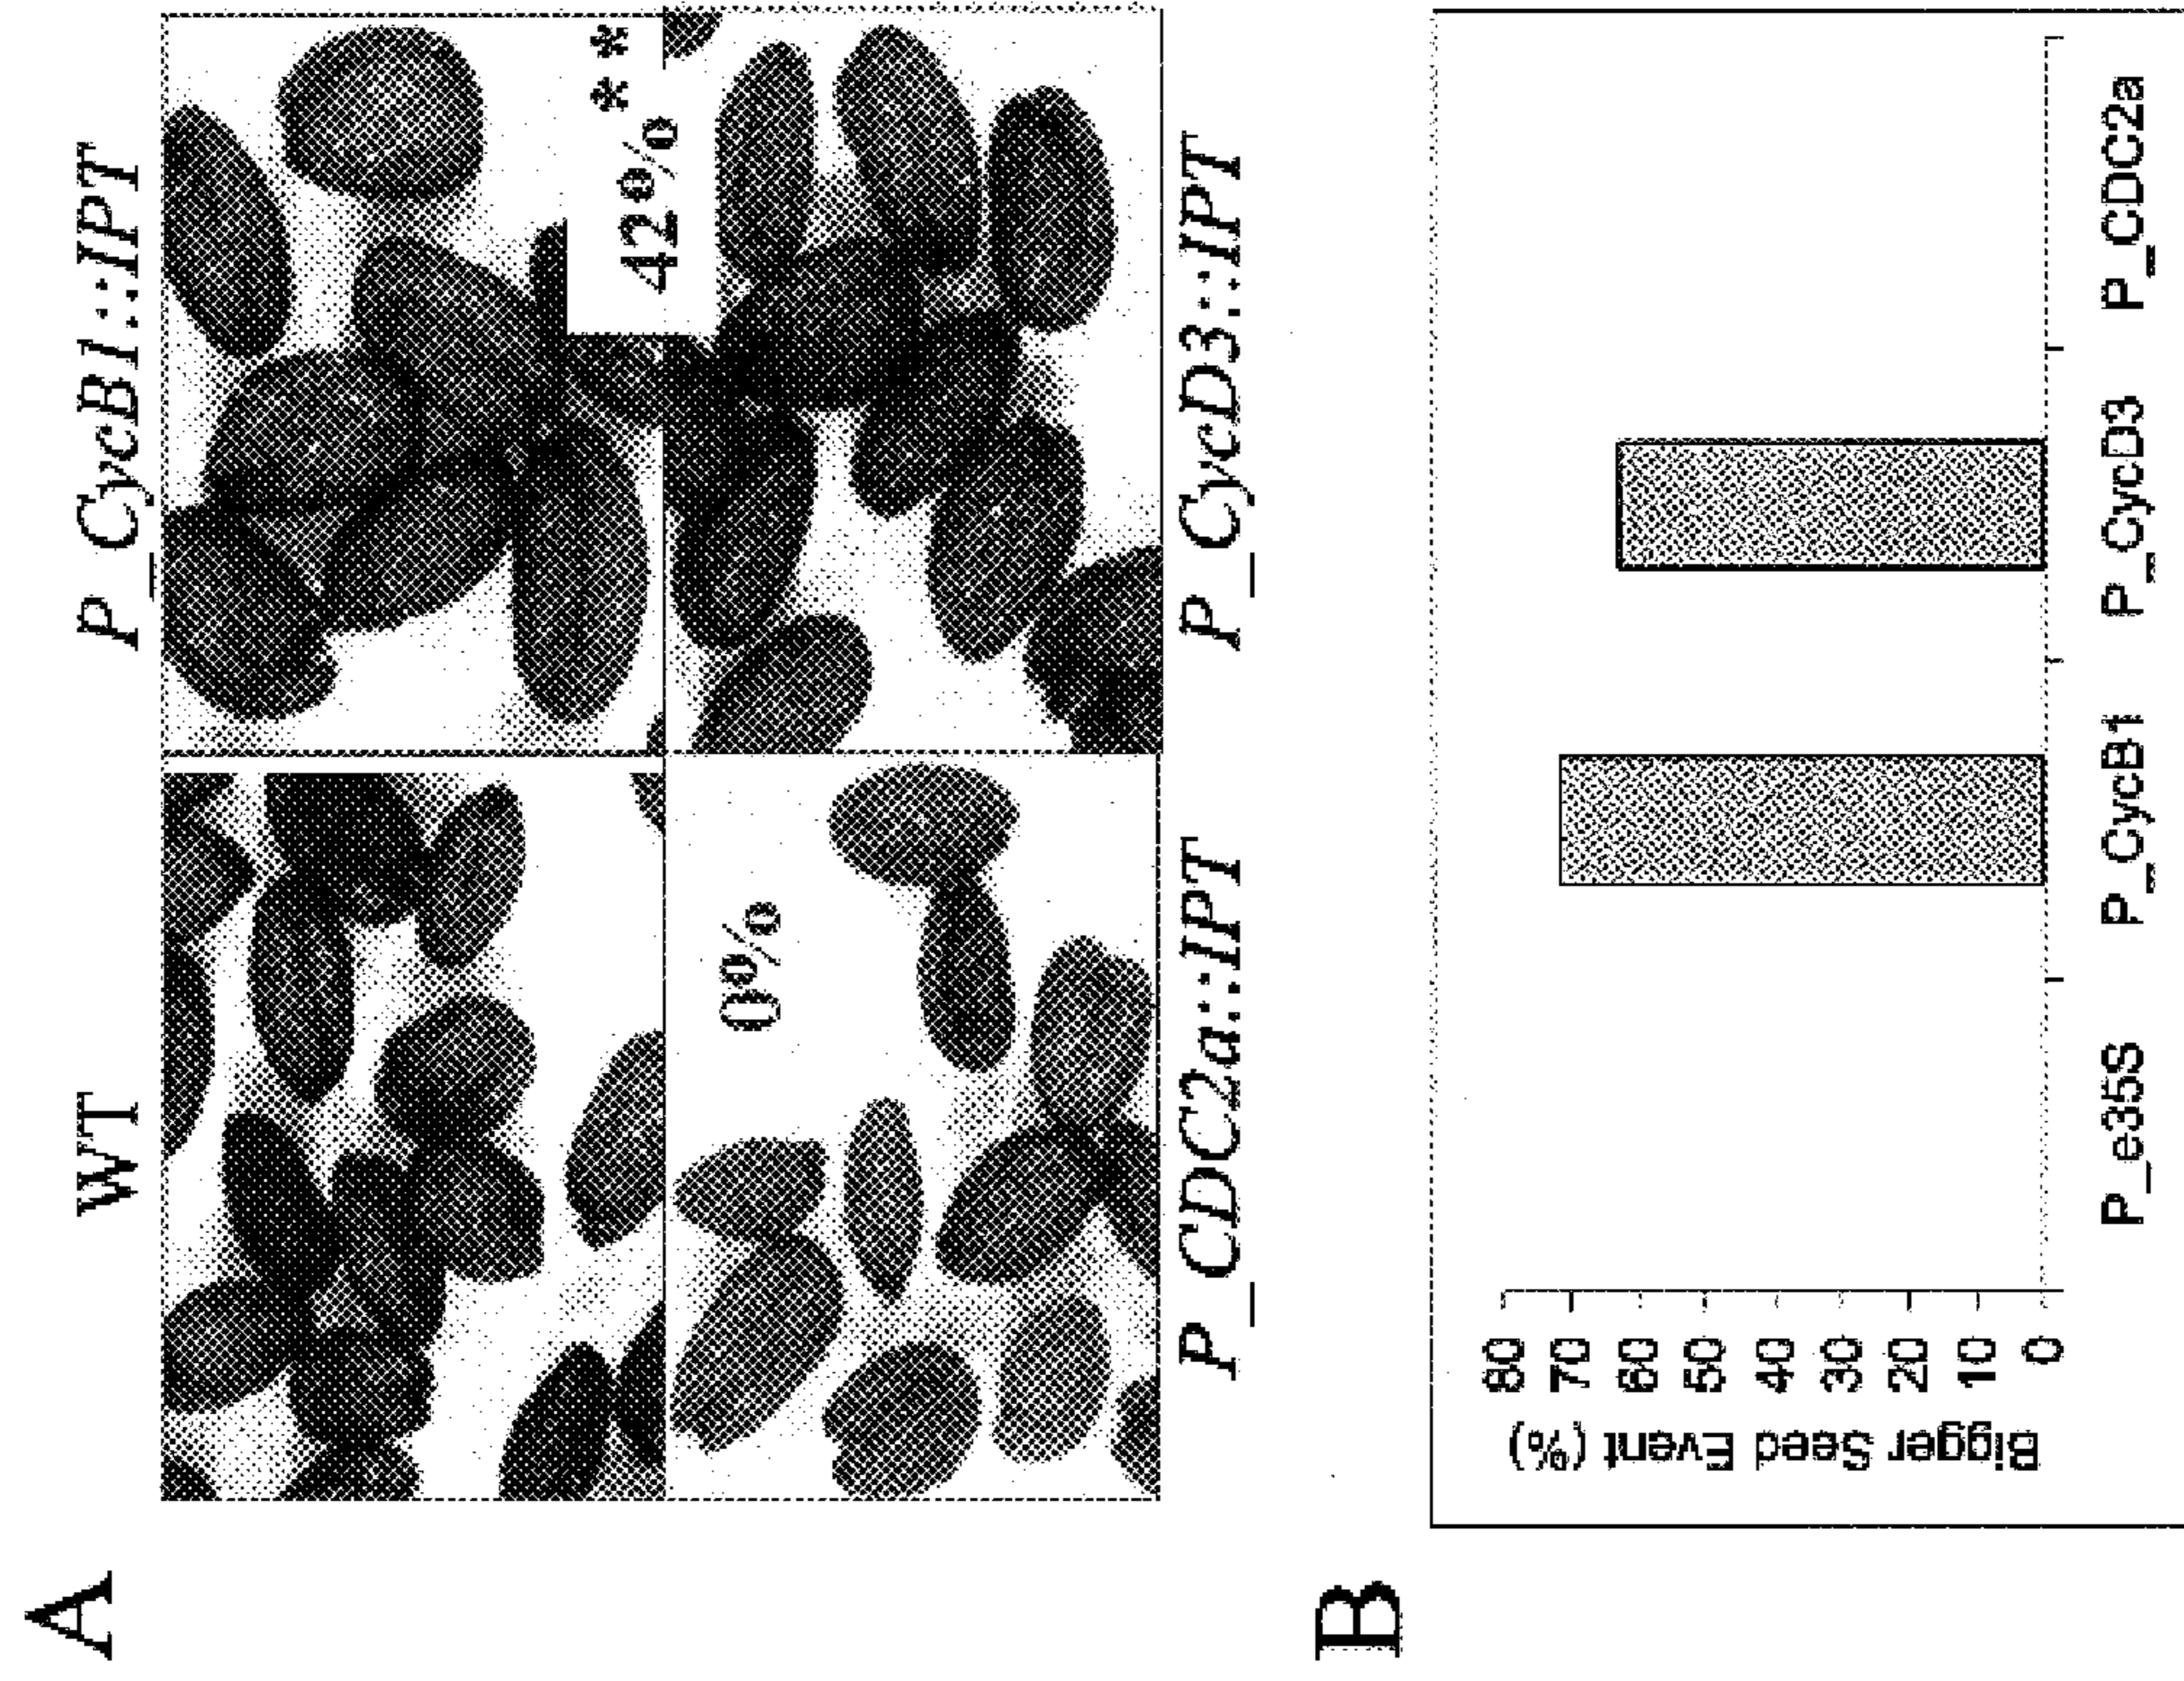 A
WT
P_CycB1::IPT
42%**
0%
P_CDC2a::IPT
P_CycD3::IPT
B
Bigger Seed Event (%)
80
70
60
50
40
30
20
10
0
P_e35S
P_CycB1
P_CycD3
P_CDC2a